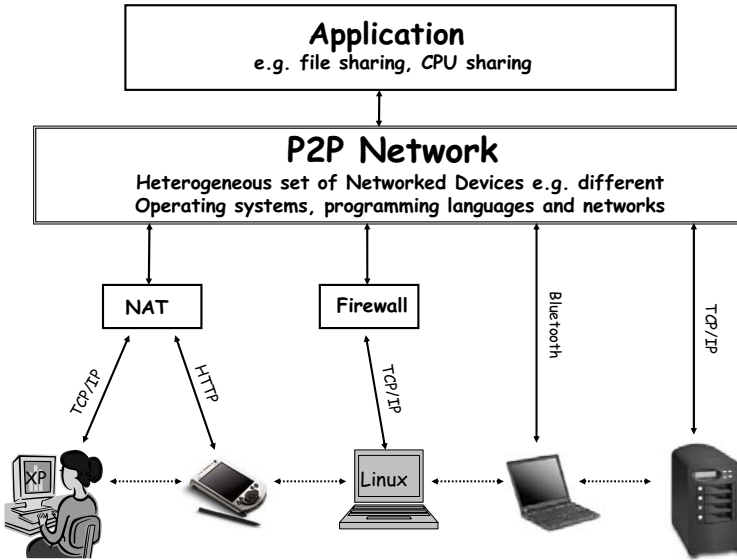 Application
e.g. file sharing, CPU sharing
P2P Network
Heterogeneous set of Networked Devices e.g. different
Operating systems, programming languages and networks
NAT
Firewall
Bluetooth
TCP/IP
TCP/IP
HTTP
TCP/IP
XP
Linux